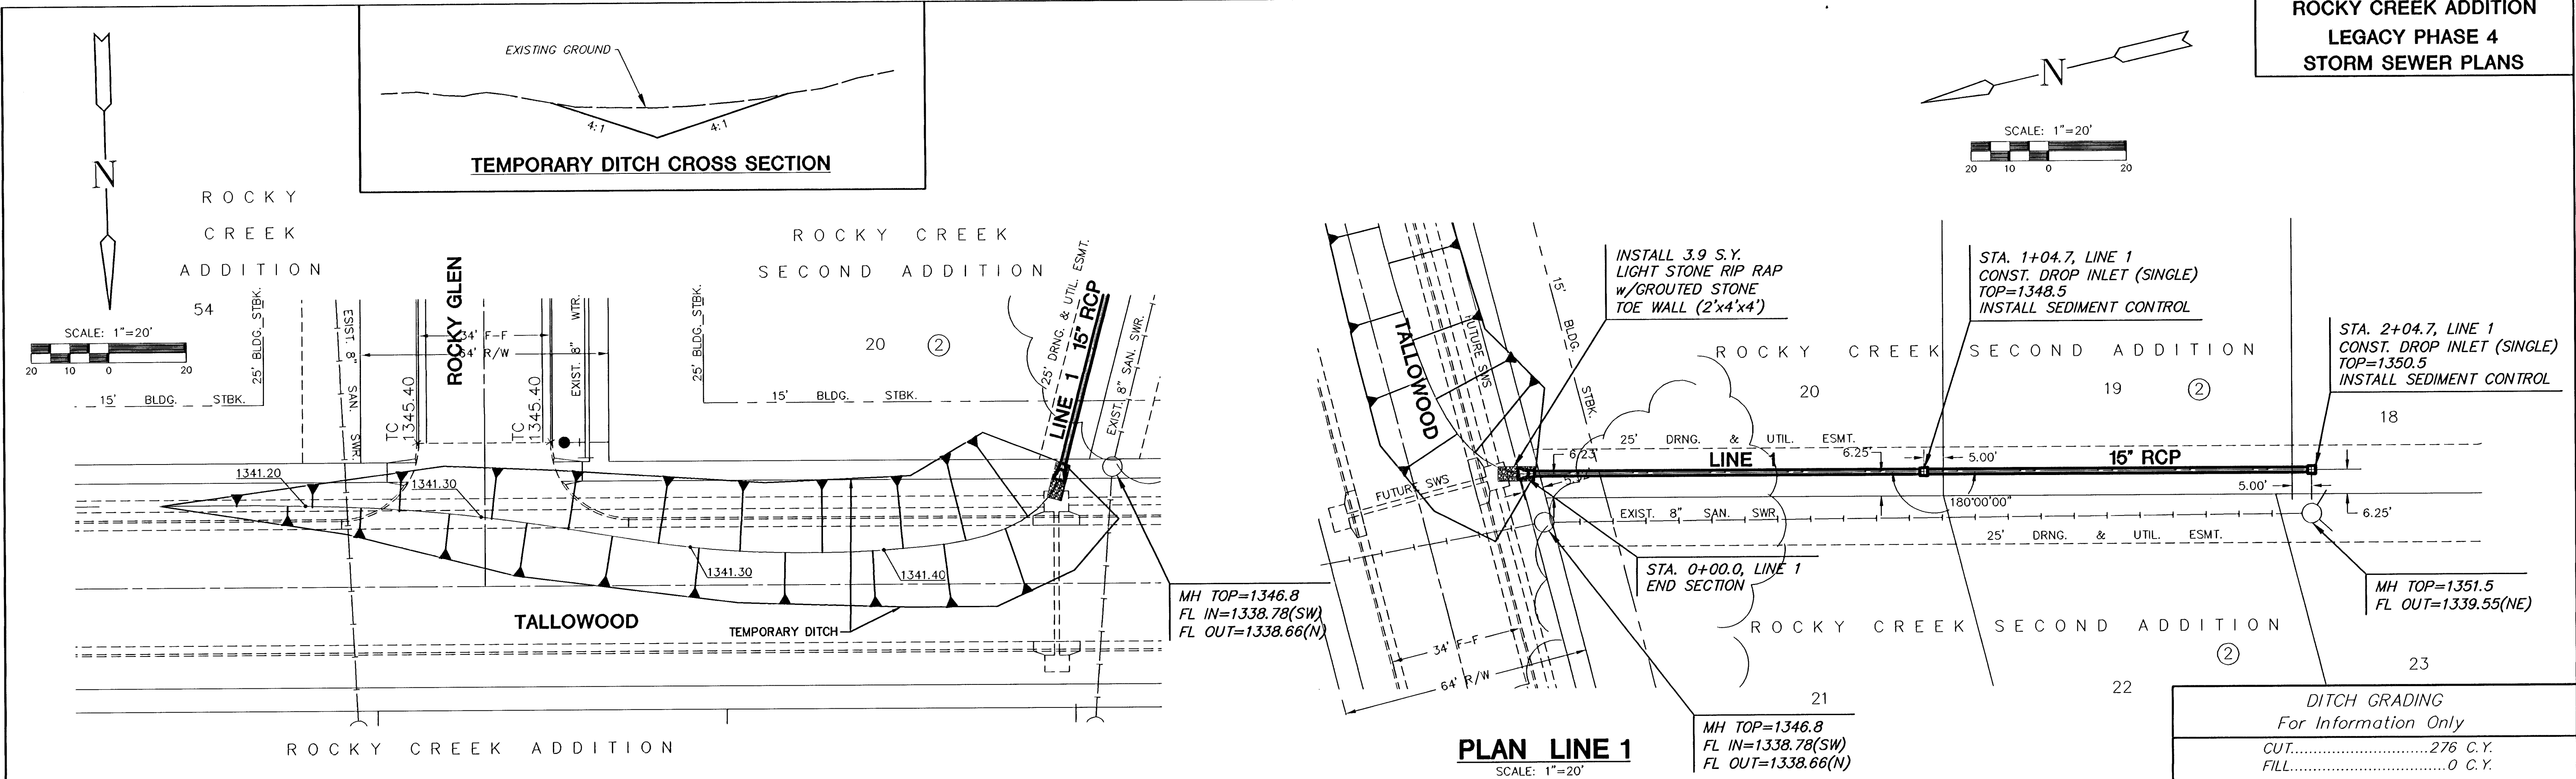 ROCKY CREEK ADDITION
LEGACY PHASE 4
STORM SEWER PLANS
EXISTING GROUND
4:1
4:1
TEMPORARY DITCH CROSS SECTION
N
SCALE: 1"=20'
20 10 0 20
ROCKY
CREEK
ADDITION
54
25' BLDG. STBK.
15' BLDG. STBK.
ESIST. 8" SAN. SWR.
ROCKY GLEN
34' F-F
64' R/W
EXIST. 8" WTR.
TC
1345.40
TC
1345.40
25' BLDG. STBK.
ROCKY CREEK
SECOND ADDITION
20
2
15' BLDG. STBK.
25' DRNG. & UTIL. ESMT.
LINE 1 15" RCP
EXIST. 8" SAN. SWR.
1341.20
1341.30
1341.30
1341.40
TALLOWOOD
TEMPORARY DITCH
MH TOP=1346.8
FL IN=1338.78(SW)
FL OUT=1338.66(N)
ROCKY CREEK ADDITION
N
SCALE: 1"=20'
20 10 0 20
TALLOWOOD
FUTURE SWS
FUTURE SWS
15' BLDG. STBK.
INSTALL 3.9 S.Y.
LIGHT STONE RIP RAP
w/GROUTED STONE
TOE WALL (2'x4'x4')
STA. 1+04.7, LINE 1
CONST. DROP INLET (SINGLE)
TOP=1348.5
INSTALL SEDIMENT CONTROL
STA. 2+04.7, LINE 1
CONST. DROP INLET (SINGLE)
TOP=1350.5
INSTALL SEDIMENT CONTROL
ROCKY CREEK SECOND ADDITION
20
19
2
18
25' DRNG. & UTIL. ESMT.
6.23'
LINE 1
6.25'
5.00'
15" RCP
180°00'00"
5.00'
6.25'
EXIST. 8" SAN. SWR.
25' DRNG. & UTIL. ESMT.
STA. 0+00.0, LINE 1
END SECTION
MH TOP=1351.5
FL OUT=1339.55(NE)
ROCKY CREEK SECOND ADDITION
2
21
22
23
34' F-F
64' R/W
MH TOP=1346.8
FL IN=1338.78(SW)
FL OUT=1338.66(N)
PLAN LINE 1
SCALE: 1"=20'
DITCH GRADING
For Information Only
CUT..............................276 C.Y.
FILL.................................0 C.Y.